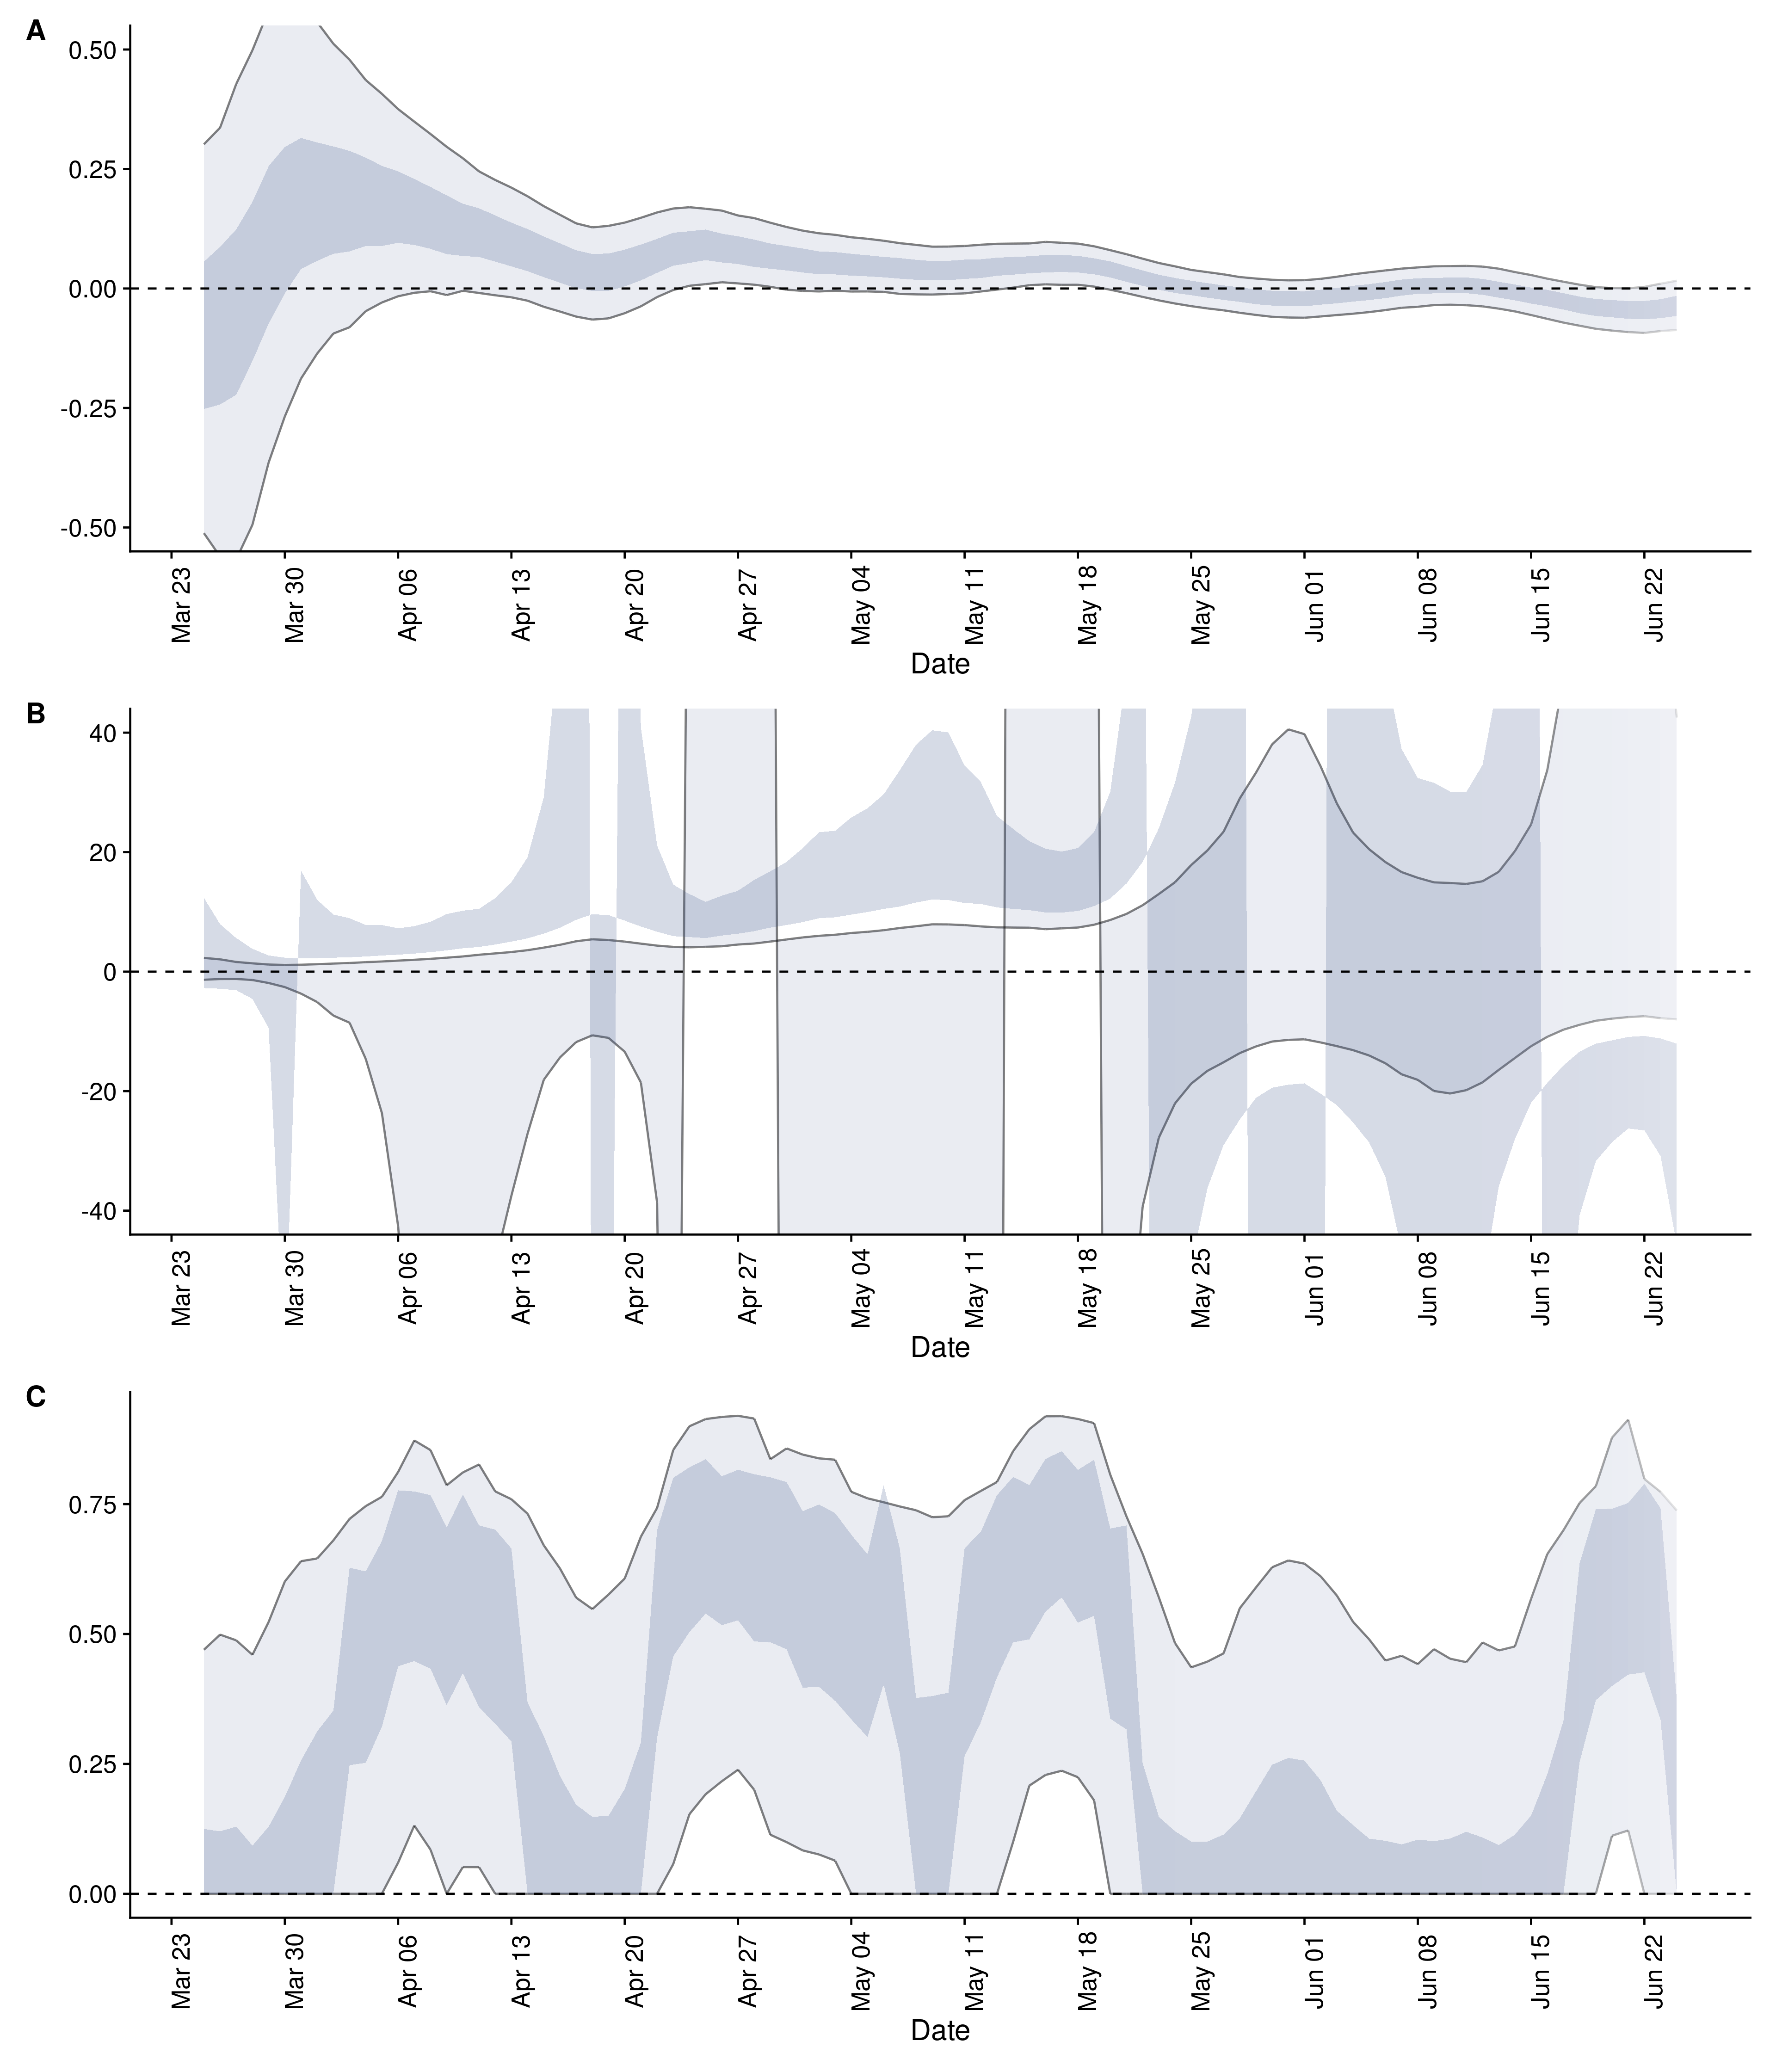 A
0.50
0.25
0.00
-0.25
-0.50
Mar 23
Mar 30
Apr 06
Apr 13
Apr 20
Apr 27
May 04
May 11
May 18
May 25
Jun 01
Jun 08
Jun 15
Jun 22
Date
B
40
20
0
-20
-40
Mar 23
Mar 30
Apr 06
Apr 13
Apr 20
Apr 27
May 04
May 11
May 18
May 25
Jun 01
Jun 08
Jun 15
Jun 22
Date
C
0.75
0.50
0.25
0.00
Mar 23
Mar 30
Apr 06
Apr 13
Apr 20
Apr 27
May 04
May 11
May 18
May 25
Jun 01
Jun 08
Jun 15
Jun 22
Date